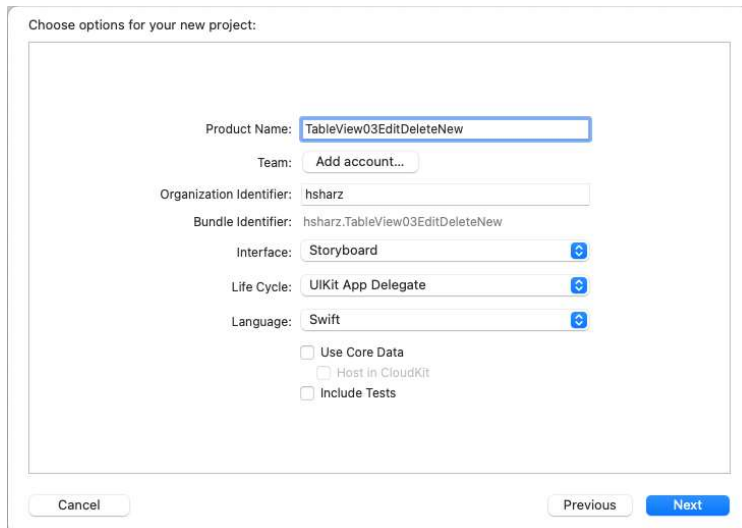 Choose options for your new project:
Product Name: TableView03EditDeleteNew
Team: Add account...
Organization Identifier: hsharz
Bundle Identifier: hsharz.TableView03EditDeleteNew
Interface: Storyboard
Life Cycle: UIKit App Delegate
Language: Swift
Use Core Data
Host in CloudKit
Include Tests
Cancel Previous Next